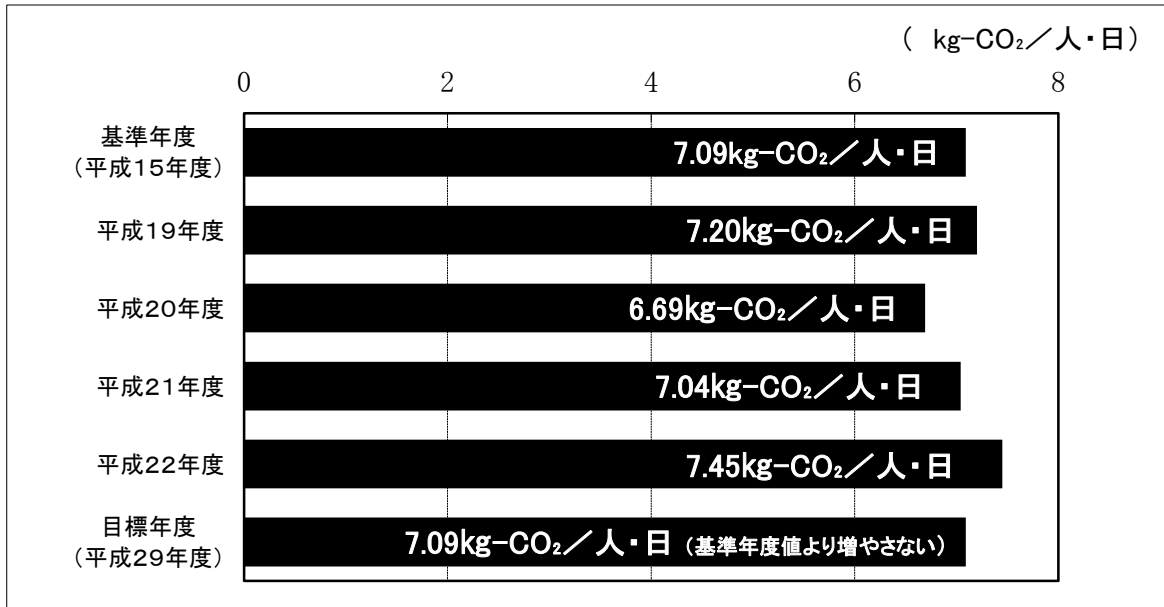 （ kg-CO₂／人・日）
0 2 4 6 8
基準年度
（平成15年度）
7.09kg-CO₂／人・日
平成19年度
7.20kg-CO₂／人・日
平成20年度
6.69kg-CO₂／人・日
平成21年度
7.04kg-CO₂／人・日
平成22年度
7.45kg-CO₂／人・日
目標年度
（平成29年度）
7.09kg-CO₂／人・日（基準年度値より増やさない）